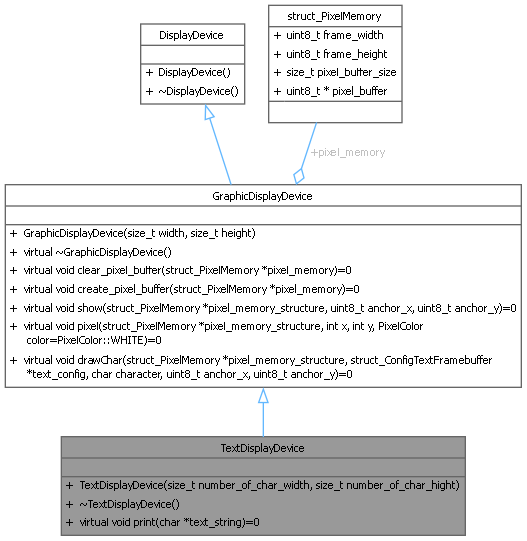 DisplayDevice
+ DisplayDevice()
+ ~DisplayDevice()
struct_PixelMemory
+ uint8_t frame_width
+ uint8_t frame_height
+ size_t pixel_buffer_size
+ uint8_t * pixel_buffer
+pixel_memory
GraphicDisplayDevice
+ GraphicDisplayDevice(size_t width, size_t height)
+ virtual ~GraphicDisplayDevice()
+ virtual void clear_pixel_buffer(struct_PixelMemory *pixel_memory)=0
+ virtual void create_pixel_buffer(struct_PixelMemory *pixel_memory)=0
+ virtual void show(struct_PixelMemory *pixel_memory_structure, uint8_t anchor_x, uint8_t anchor_y)=0
+ virtual void pixel(struct_PixelMemory *pixel_memory_structure, int x, int y, PixelColor
color=PixelColor::WHITE)=0
+ virtual void drawChar(struct_PixelMemory *pixel_memory_structure, struct_ConfigTextFramebuffer
*text_config, char character, uint8_t anchor_x, uint8_t anchor_y)=0
TextDisplayDevice
+ TextDisplayDevice(size_t number_of_char_width, size_t number_of_char_hight)
+ ~TextDisplayDevice()
+ virtual void print(char *text_string)=0